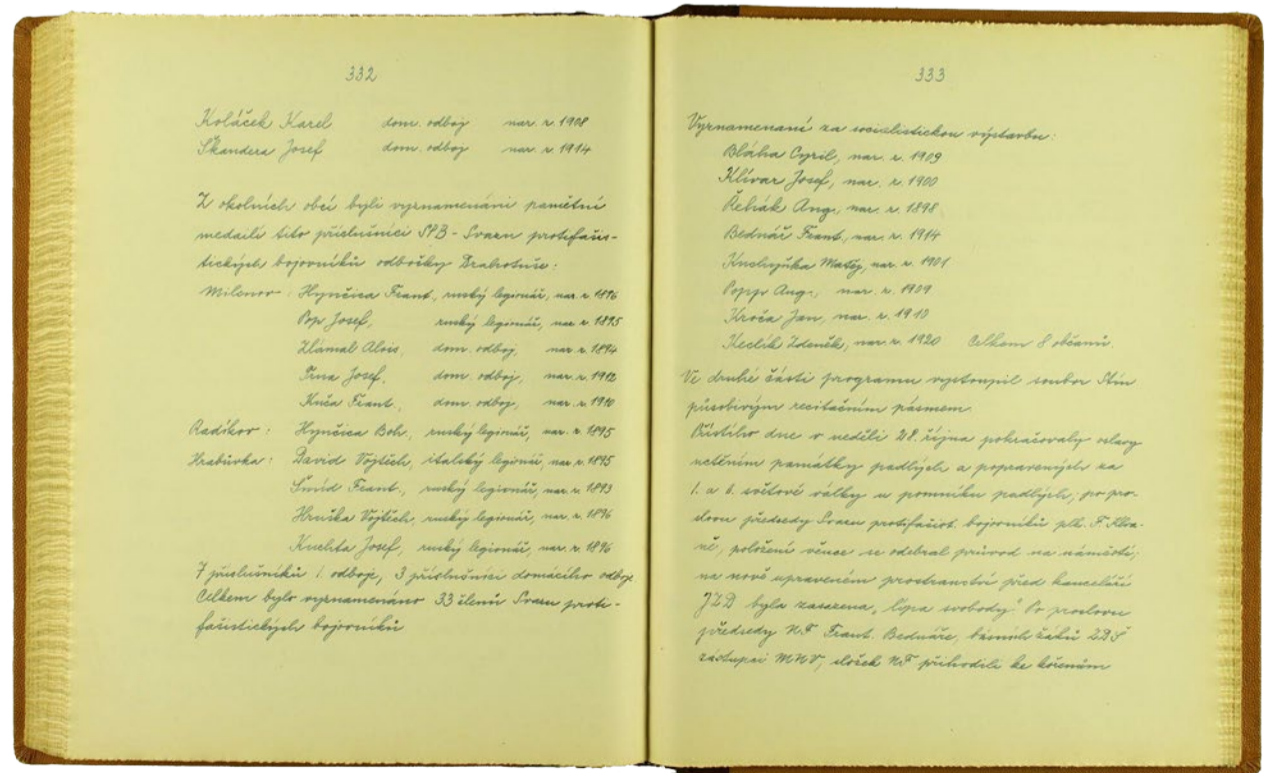 332
Koláček Karel dom. odboj nar. r. 1908
Škandera Josef dom. odboj nar. r. 1914
Z okolních obcí byli vyznamenáni pamětní
medailí tito příslušníci SPB - Svazu protifašis-
tických bojovníků odbočky Drahotuše:
Milenov: Hynčica Frant., ruský legionář, nar. r. 1896
Pop Josef, ruský legionář, nar. r. 1895
Zlámal Alois, dom. odboj, nar. r. 1894
Trna Josef, dom. odboj, nar. r. 1912
Kuča Frant., dom. odboj, nar. r. 1910
Radíkov: Hynčica Boh., ruský legionář, nar. r. 1895
Hrabůvka: David Vojtěch, italský legionář, nar. r. 1895
Šmíd Frant., ruský legionář, nar. r. 1893
Hruška Vojtěch, ruský legionář, nar. r. 1896
Kuchta Josef, ruský legionář, nar. r. 1896
7 příslušníků 1. odboje, 3 příslušníci domácího odboje
Celkem bylo vyznamenáno 33 členů Svazu proti-
fašistických bojovníků
333
Vyznamenaní za socialistickou výstavbu:
Bláha Cyril, nar. r. 1909
Klívar Josef, nar. r. 1900
Řehák Aug., nar. r. 1898
Bednář Frant., nar. r. 1914
Matěj, nar. r. 1901
Popp Aug., nar. r. 1909
Kroča Jan, nar. r. 1910
Keclík Zdeněk, nar. r. 1920 Celkem 8 občanů.
Ve druhé části programu vystoupil soubor Stín
působivým recitačním pásmem.
Příštího dne v neděli 28. října pokračovaly oslavy
uctěním památky padlých a popravených za
1. a 2. světové války u pomníku padlých; po pro-
slovu předsedy Svazu protifašist. bojovníků plk. F. Klva-
ně, položení věnce se odebral průvod na náměstí;
na nově upraveném prostranství před kanceláří
JZD byla zasazena „lípa svobody." Po proslovu
předsedy NF Frant. Bednáře, básních žáků ZDŠ
zástupci MNV, složek NF přihodili ke kořenům